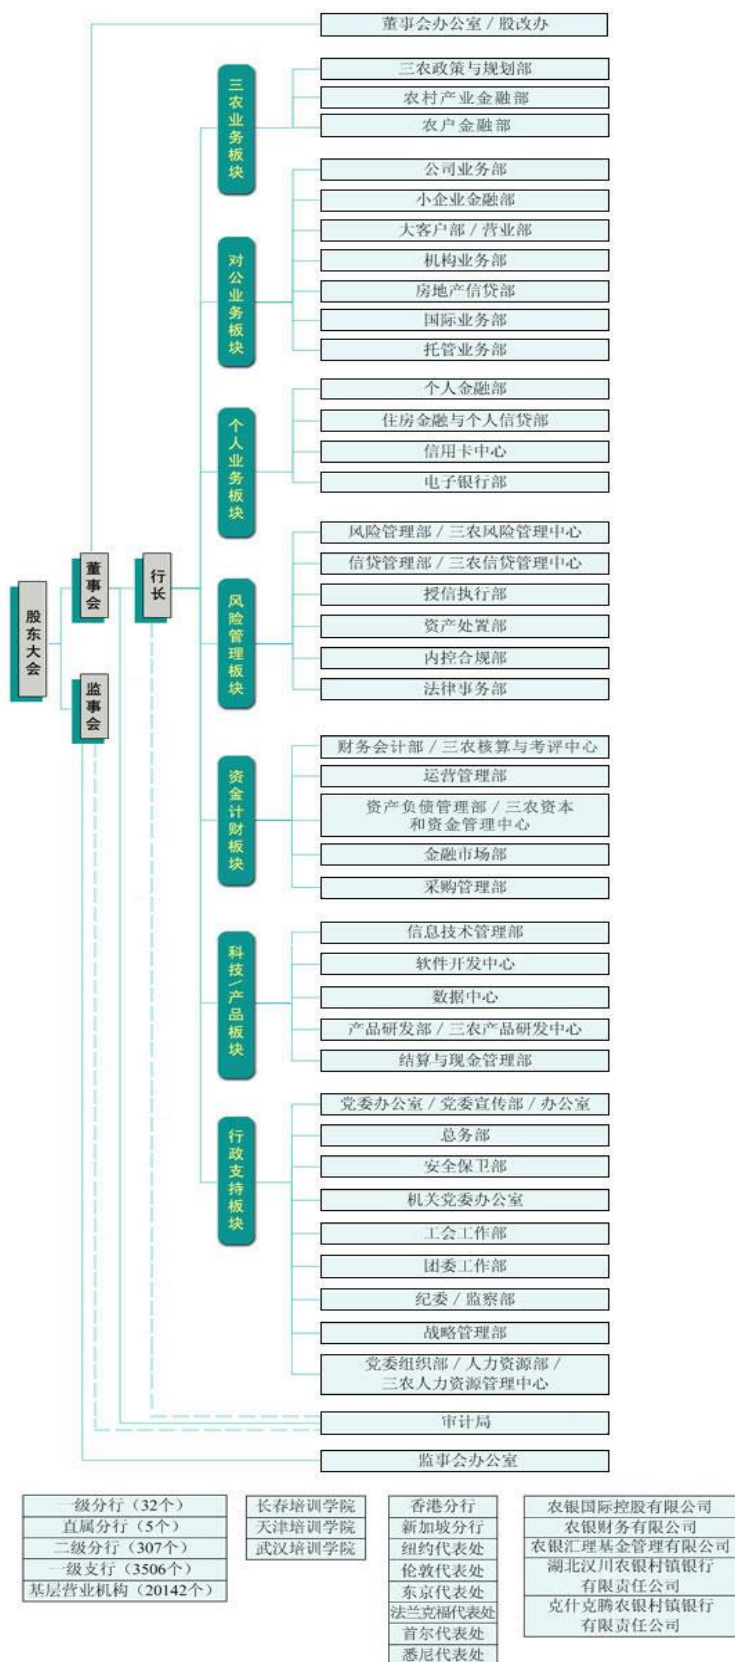 董事会办公室 / 股改办
三农业务板块
三农政策与规划部
农村产业金融部
农户金融部
对公业务板块
公司业务部
小企业金融部
大客户部 / 营业部
机构业务部
房地产信贷部
国际业务部
托管业务部
个人业务板块
个人金融部
住房金融与个人信贷部
信用卡中心
电子银行部
股东大会
董事会
监事会
行长
风险管理板块
风险管理部 / 三农风险管理中心
信贷管理部 / 三农信贷管理中心
授信执行部
资产处置部
内控合规部
法律事务部
资金计财板块
财务会计部 / 三农核算与考评中心
运营管理部
资产负债管理部 / 三农资本
和资金管理中心
金融市场部
采购管理部
科技/产品板块
信息技术管理部
软件开发中心
数据中心
产品研发部 / 三农产品研发中心
结算与现金管理部
行政支持板块
党委办公室 / 党委宣传部 / 办公室
总务部
安全保卫部
机关党委办公室
工会工作部
团委工作部
纪委 / 监察部
战略管理部
党委组织部 / 人力资源部 /
三农人力资源管理中心
审计局
监事会办公室
一级分行（32个）
直属分行（5个）
二级分行（307个）
一级支行（3506个）
基层营业机构（20142个）
长春培训学院
天津培训学院
武汉培训学院
香港分行
新加坡分行
纽约代表处
伦敦代表处
东京代表处
法兰克福代表处
首尔代表处
悉尼代表处
农银国际控股有限公司
农银财务有限公司
农银汇理基金管理有限公司
湖北汉川农银村镇银行
有限责任公司
克什克腾农银村镇银行
有限责任公司